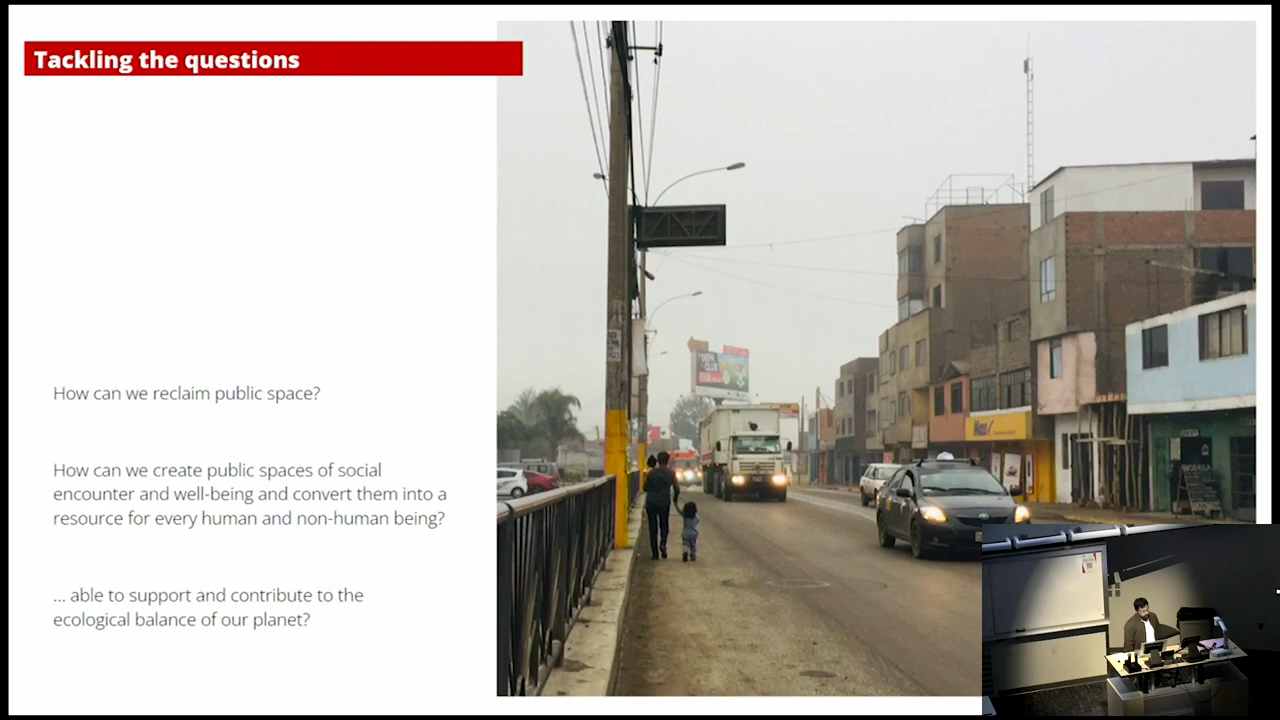 Tackling the questions
How can we reclaim public space?
How can we create public spaces of social
encounter and well-being and convert them into a
resource for every human and non-human being?
... able to support and contribute to the
ecological balance of our planet?
Mass
BODEGA